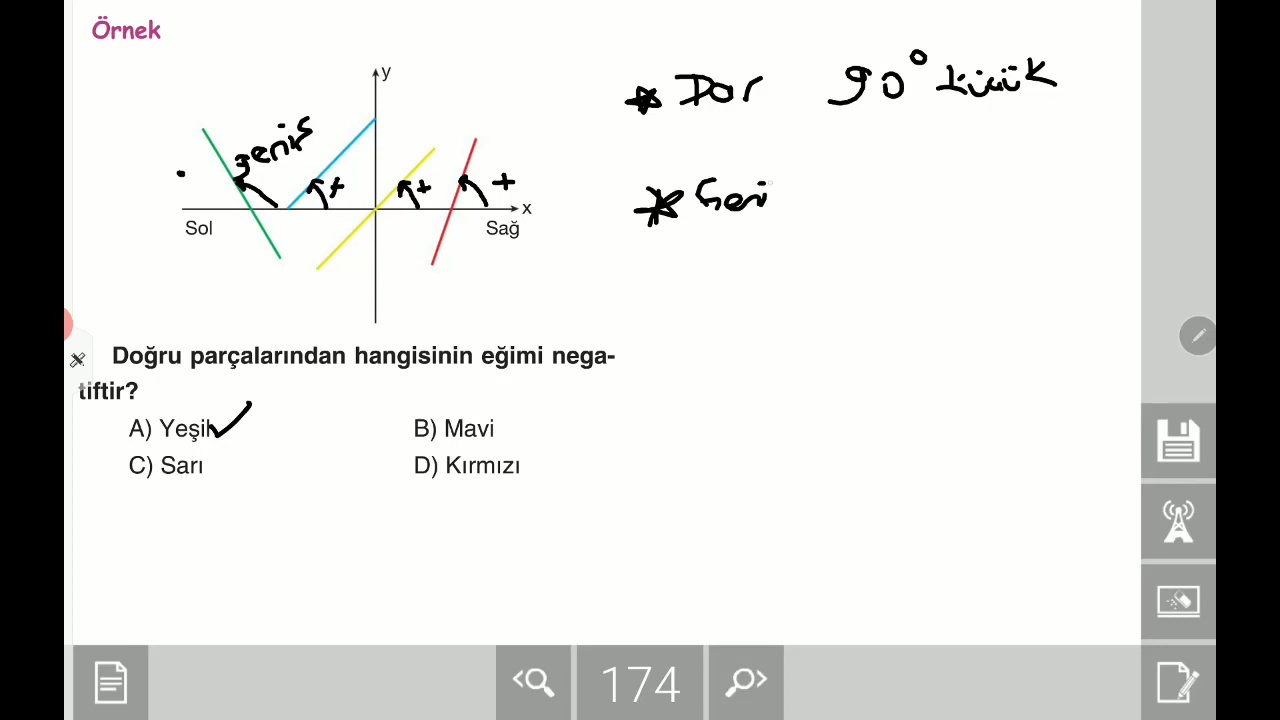 Örnek
y
★ Dar 90° küçük
geniş
+
+
+
★ Geni
x
Sol
Sağ
Doğru parçalarından hangisinin eğimi nega-
tiftir?
A) Yeşil
B) Mavi
C) Sarı
D) Kırmızı
174